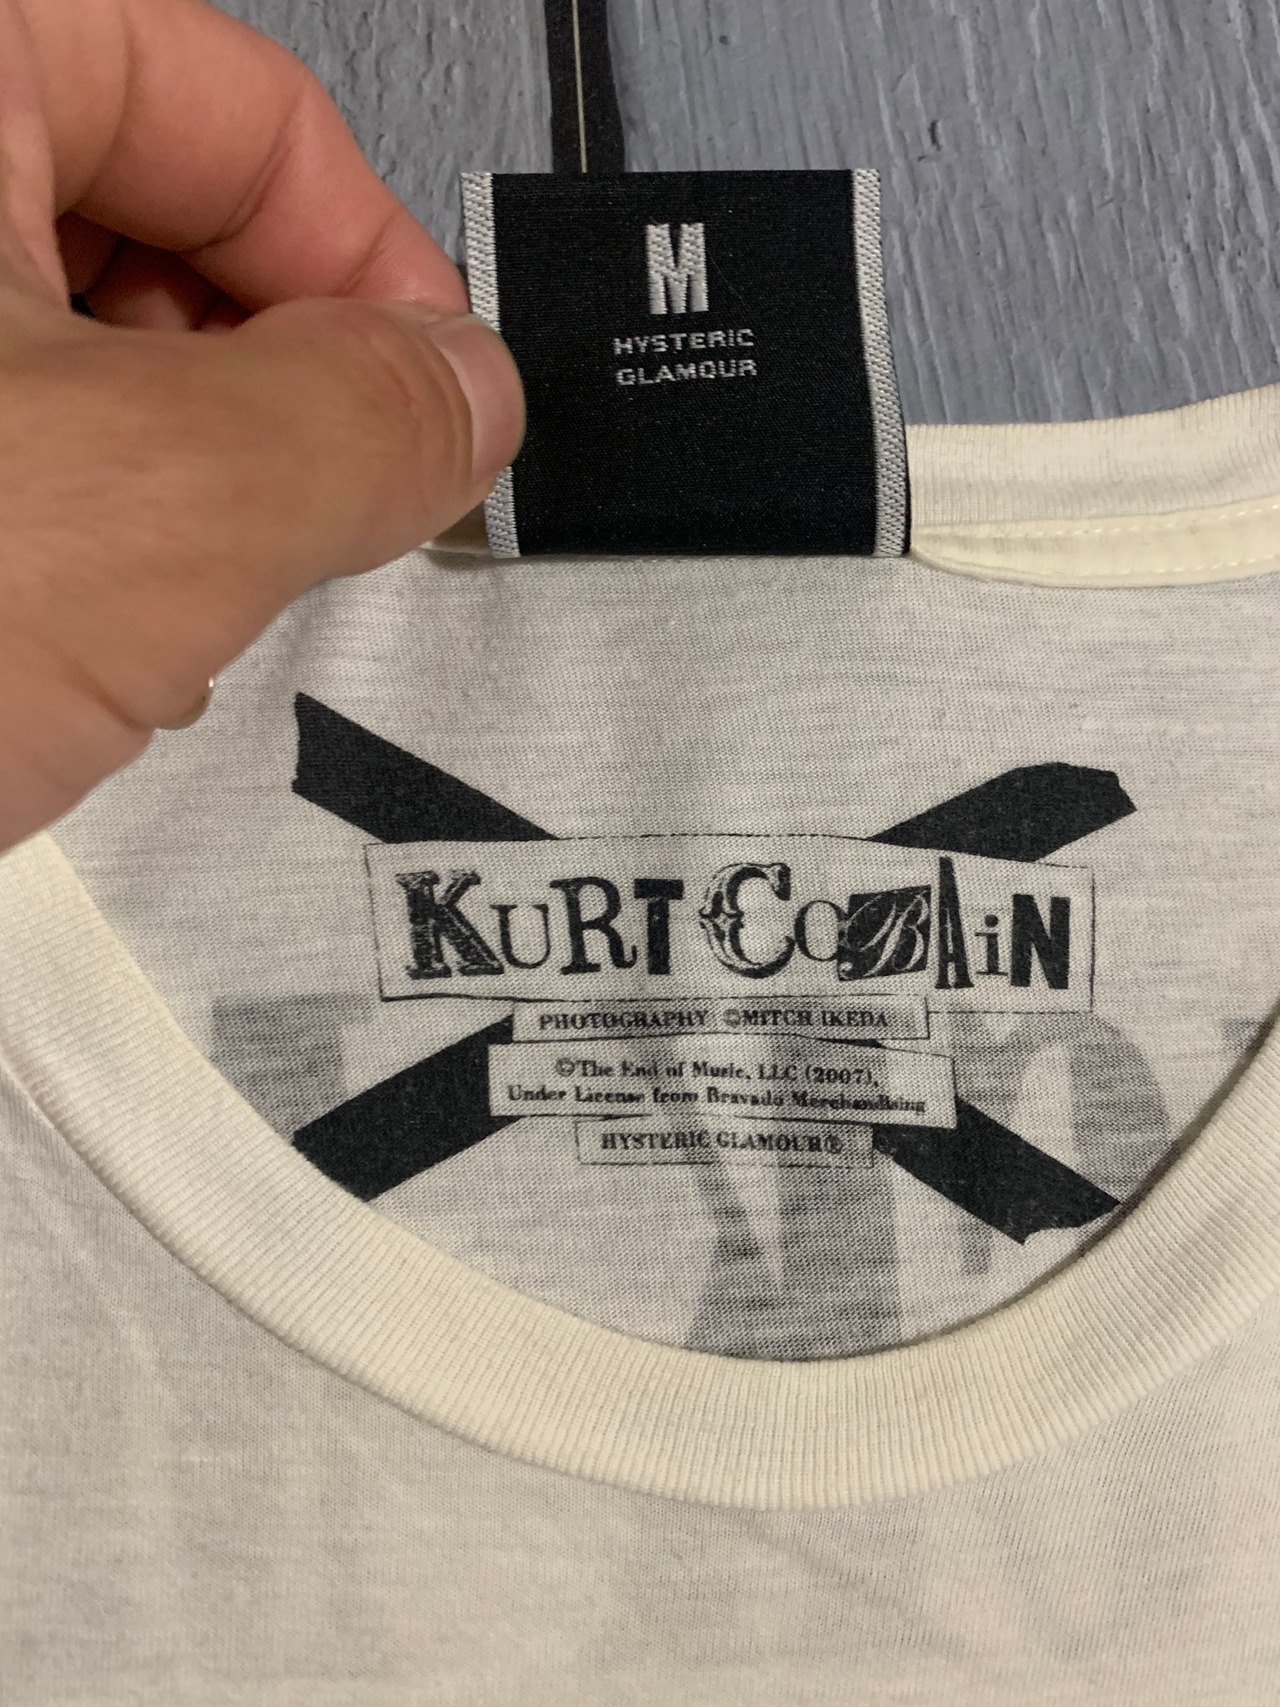 M
HYSTERIC
GLAMOUR
KURT COBAiN
PHOTOGRAPHY ©MITCH IKEDA
©The End of Music, LLC (2007),
Under License from Bravado Merchandising
HYSTERIC GLAMOUR®